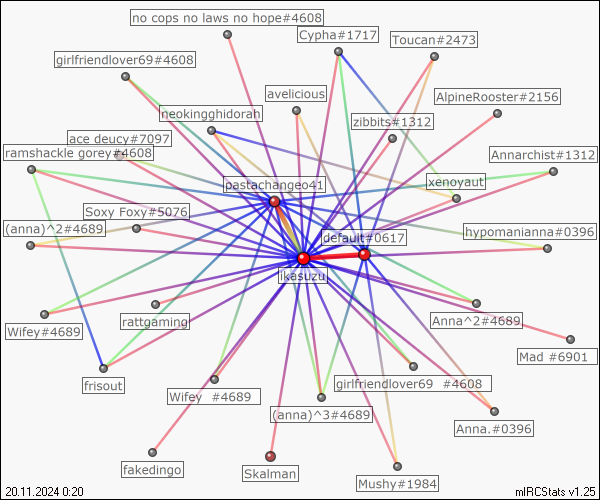 no cops no laws no hope#4608
Cypha#1717
Toucan#2473
girlfriendlover69#4608
avelicious
AlpineRooster#2156
neokingghidorah
zibbits#1312
ace deucy#7097
ramshackle gorey#4608
Annarchist#1312
pastachangeo41
xenoyaut
Soxy Foxy#5076
(anna)^2#4689
default#0617
hypomanianna#0396
ikasuzu
Wifey#4689
rattgaming
Anna^2#4689
Mad #6901
frisout
Wifey #4689
girlfriendlover69 #4608
(anna)^3#4689
Anna.#0396
fakedingo
Skalman
Mushy#1984
20.11.2024 0:20
mIRCStats v1.25